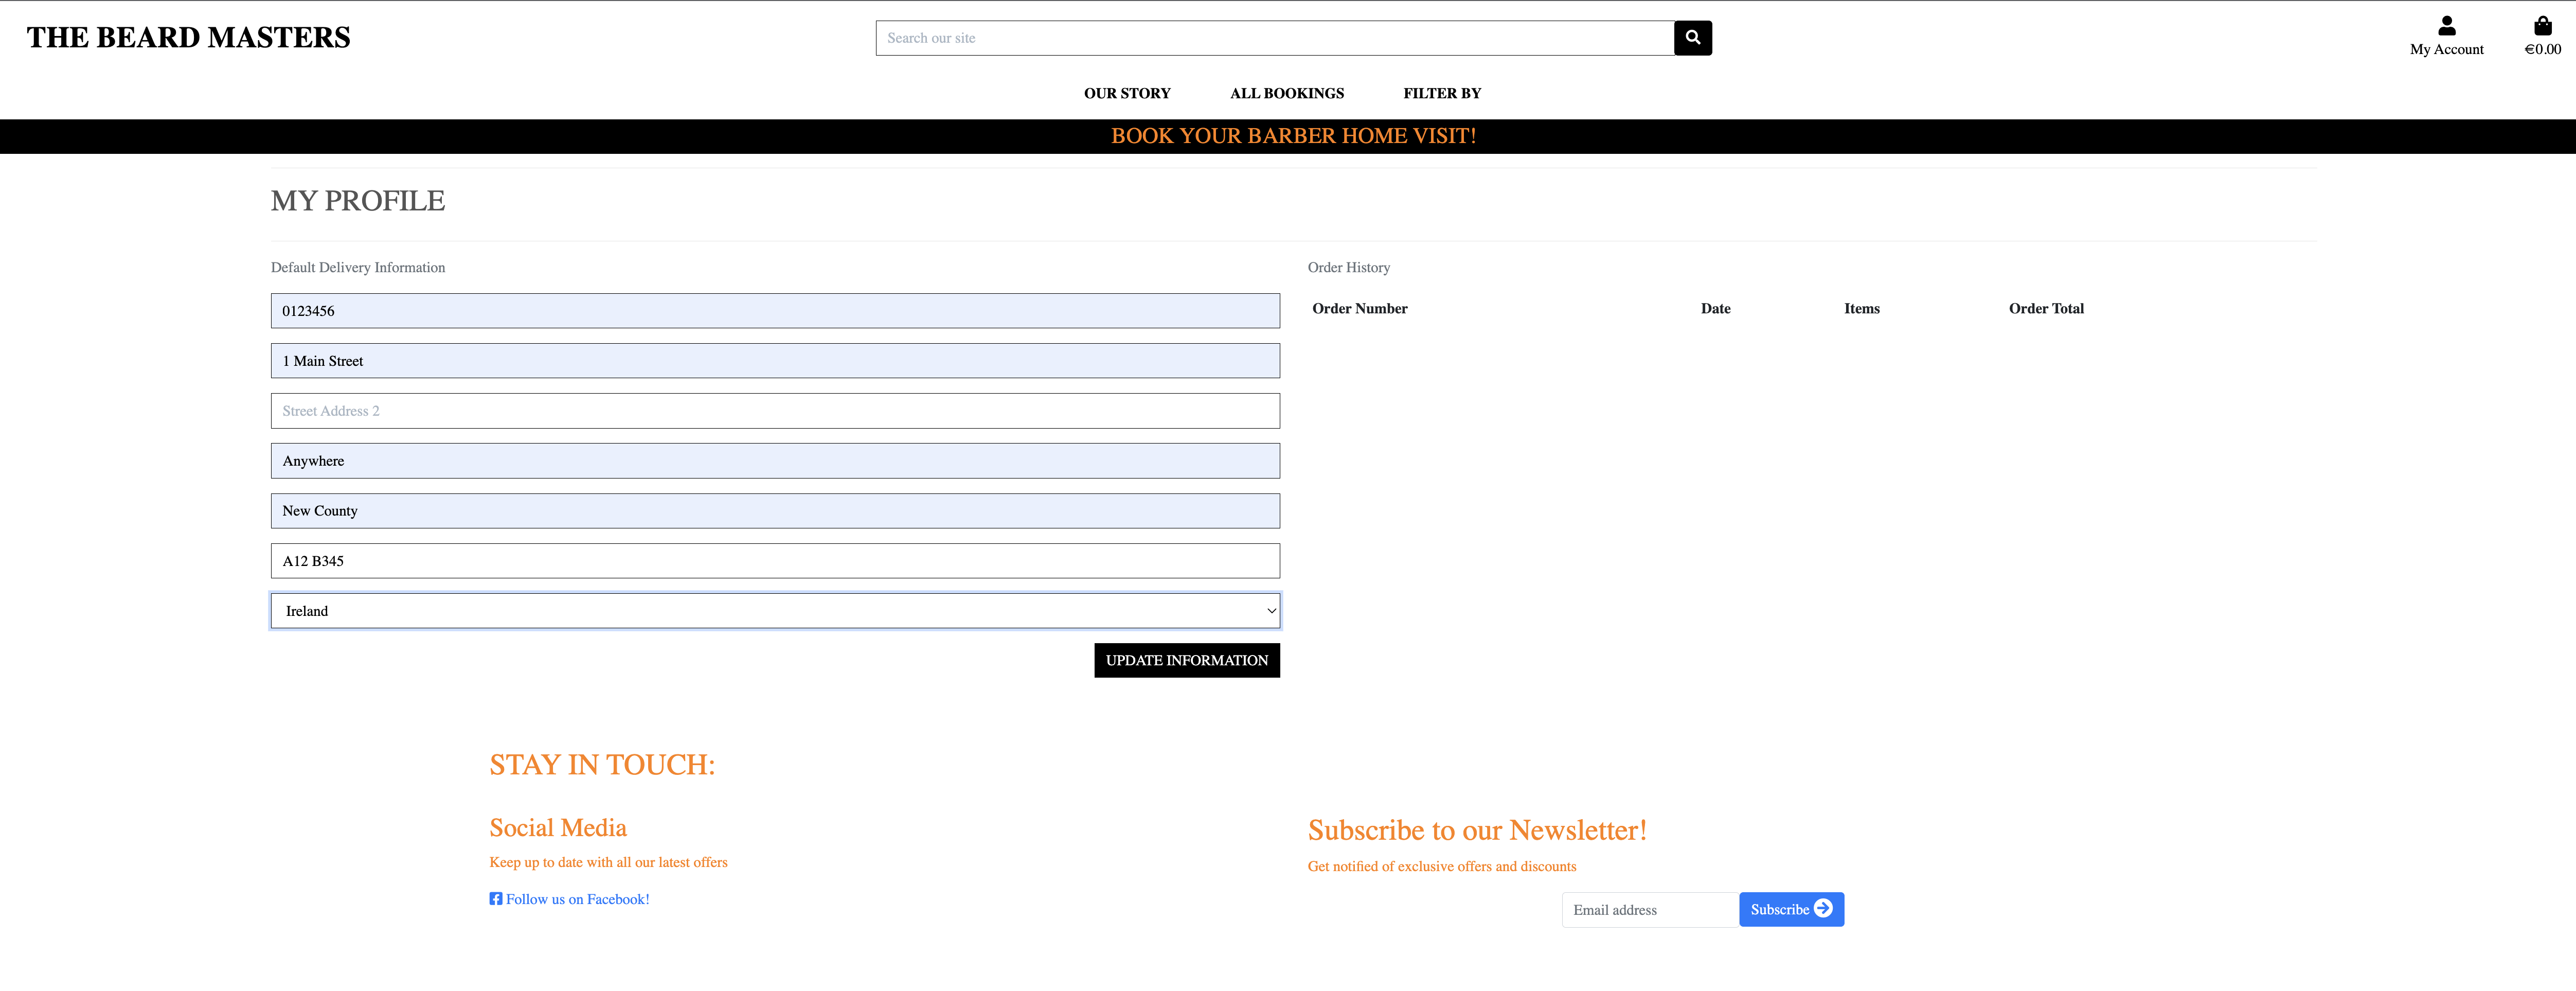 THE BEARD MASTERS
Search our site
My Account
€0.00
OUR STORY
ALL BOOKINGS
FILTER BY
BOOK YOUR BARBER HOME VISIT!
MY PROFILE
Default Delivery Information
0123456
1 Main Street
Street Address 2
Anywhere
New County
A12 B345
Ireland
UPDATE INFORMATION
Order History
Order Number Date Items Order Total
STAY IN TOUCH:
Social Media
Keep up to date with all our latest offers
Follow us on Facebook!
Subscribe to our Newsletter!
Get notified of exclusive offers and discounts
Email address
Subscribe